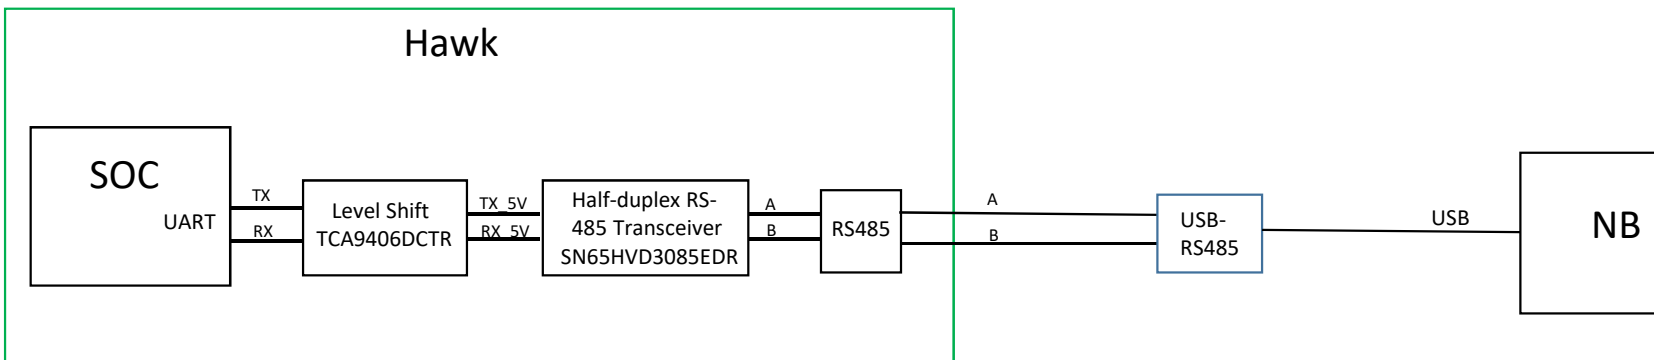 Hawk
SOC
UART
TX
RX
Level Shift
TCA9406DCTR
TX_5V
RX_5V
Half-duplex RS-
485 Transceiver
SN65HVD3085EDR
A
B
RS485
A
B
USB-
RS485
USB
NB